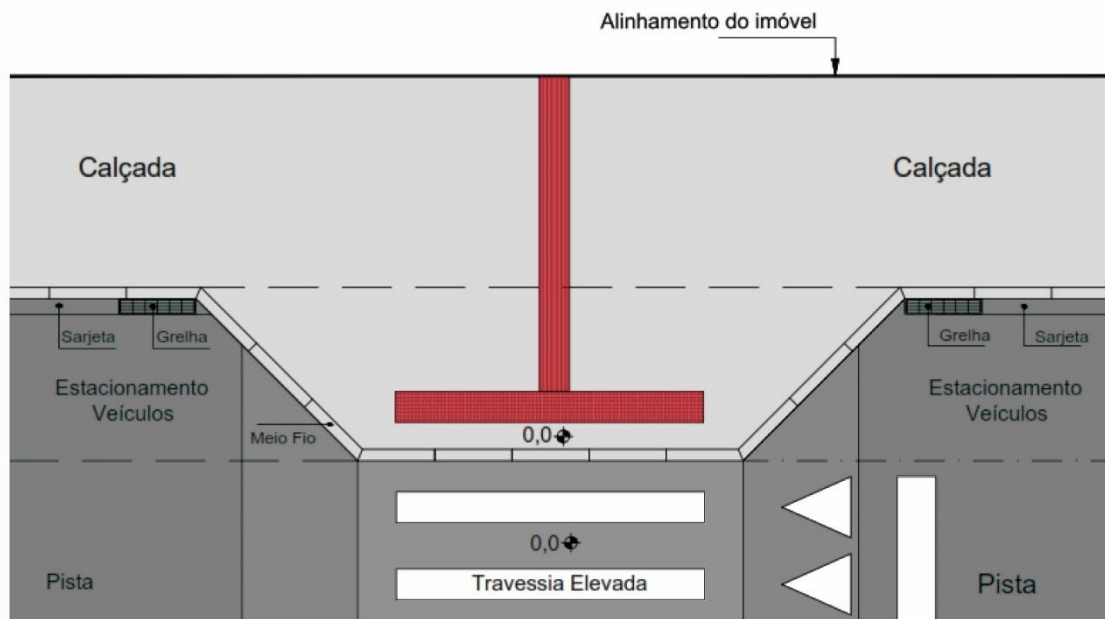 Alinhamento do imóvel
Calçada
Calçada
Sarjeta
Grelha
Grelha
Sarjeta
Estacionamento
Veículos
Estacionamento
Veículos
Meio Fio
0,0
0,0
Pista
Travessia Elevada
Pista